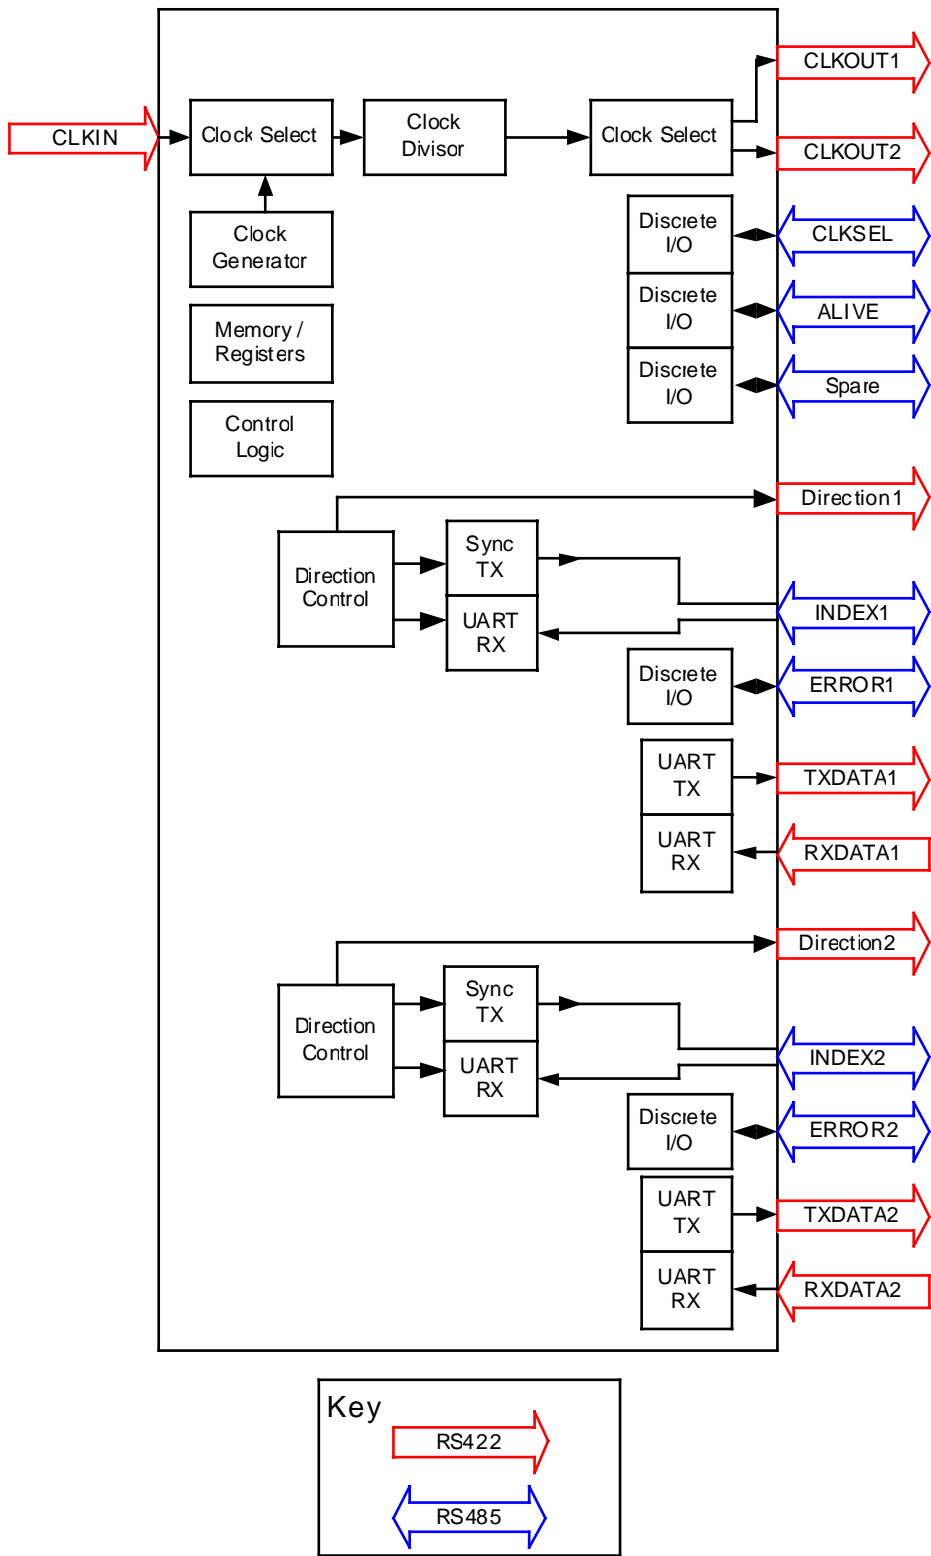 CLKOUT1
CLKIN
Clock Select
Clock
Divisor
Clock Select
CLKOUT2
Clock
Generator
Discrete
I/O
CLKSEL
Memory /
Registers
Discrete
I/O
ALIVE
Discrete
I/O
Spare
Control
Logic
Direction1
Direction
Control
Sync
TX
UART
RX
INDEX1
Discrete
I/O
ERROR1
UART
TX
TXDATA1
UART
RX
RXDATA1
Direction2
Direction
Control
Sync
TX
UART
RX
INDEX2
Discrete
I/O
ERROR2
UART
TX
TXDATA2
UART
RX
RXDATA2
Key
RS422
RS485